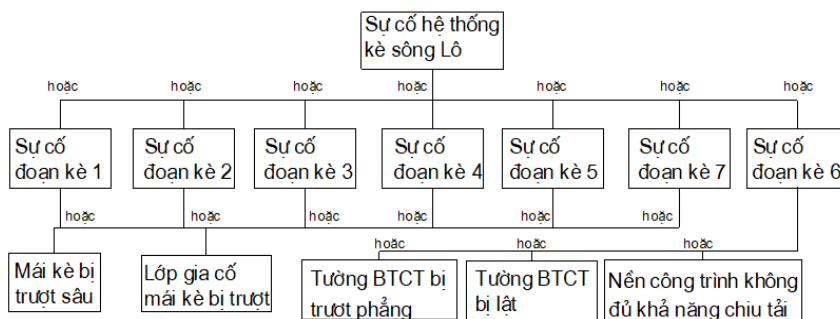 Sự cố hệ thống
kè sông Lô
hoặc hoặc hoặc hoặc hoặc hoặc hoặc
Sự cố
đoạn kè 1
Sự cố
đoạn kè 2
Sự cố
đoạn kè 3
Sự cố
đoạn kè 4
Sự cố
đoạn kè 5
Sự cố
đoạn kè 7
Sự cố
đoạn kè 6
hoặc hoặc hoặc hoặc hoặc hoặc
hoặc hoặc hoặc
Mái kè bị
trượt sâu
Lớp gia cố
mái kè bị trượt
Tường BTCT bị
trượt phẳng
Tường BTCT
bị lật
Nền công trình không
đủ khả năng chịu tải